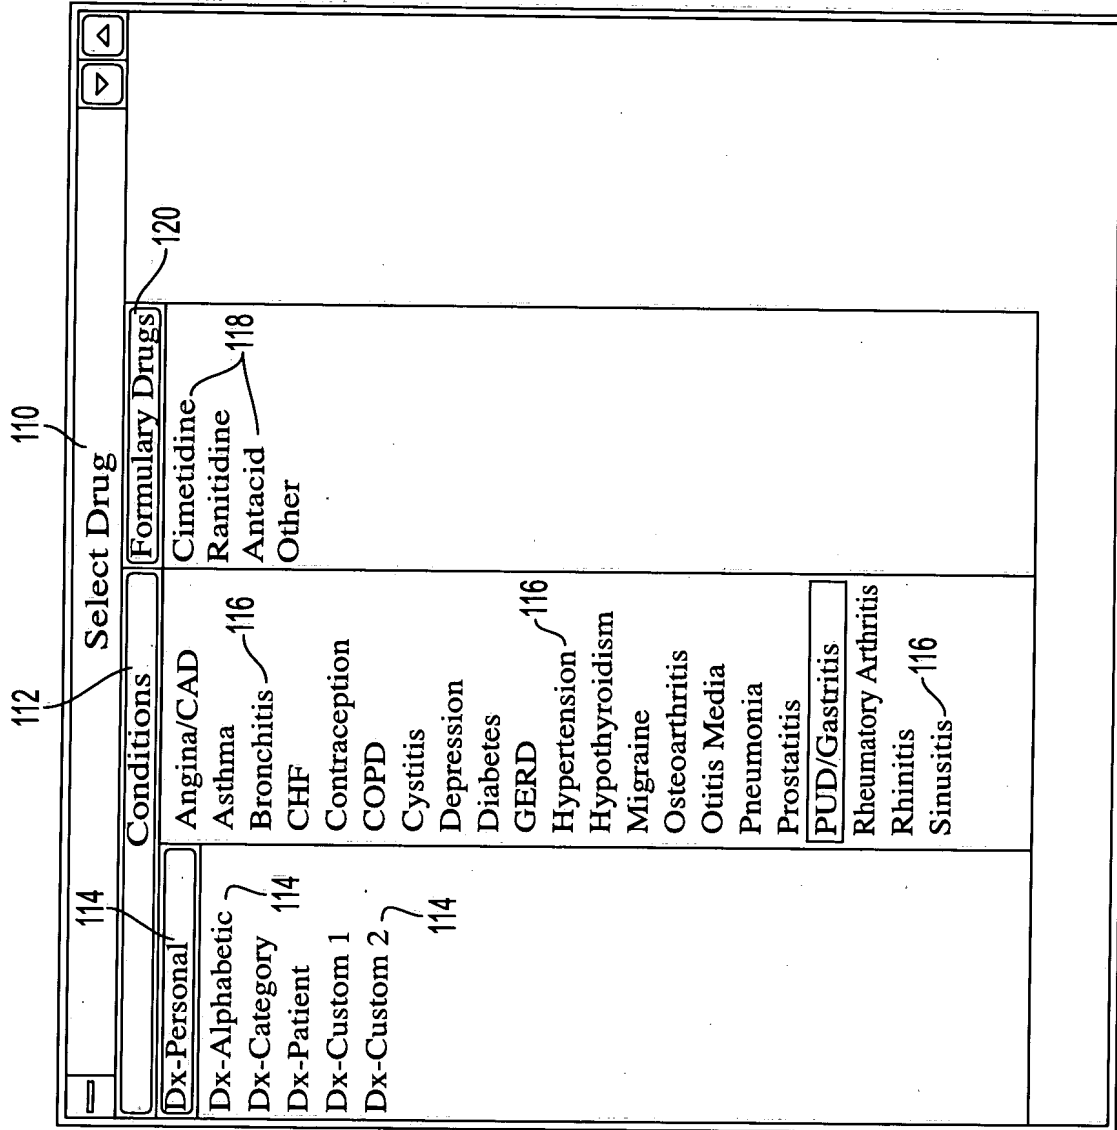 110
112
Select Drug
114
Conditions
Formulary Drugs
120
Dx-Personal
Dx-Alphabetic
114
Dx-Category
Dx-Patient
Dx-Custom 1
Dx-Custom 2
114
Angina/CAD
Asthma
Bronchitis
116
CHF
Contraception
COPD
Cystitis
Depression
Diabetes
GERD
Hypertension
116
Hypothyroidism
Migraine
Osteoarthritis
Otitis Media
Pneumonia
Prostatitis
PUD/Gastritis
Rheumatory Arthritis
Rhinitis
Sinusitis
116
Cimetidine
118
Ranitidine
Antacid
Other